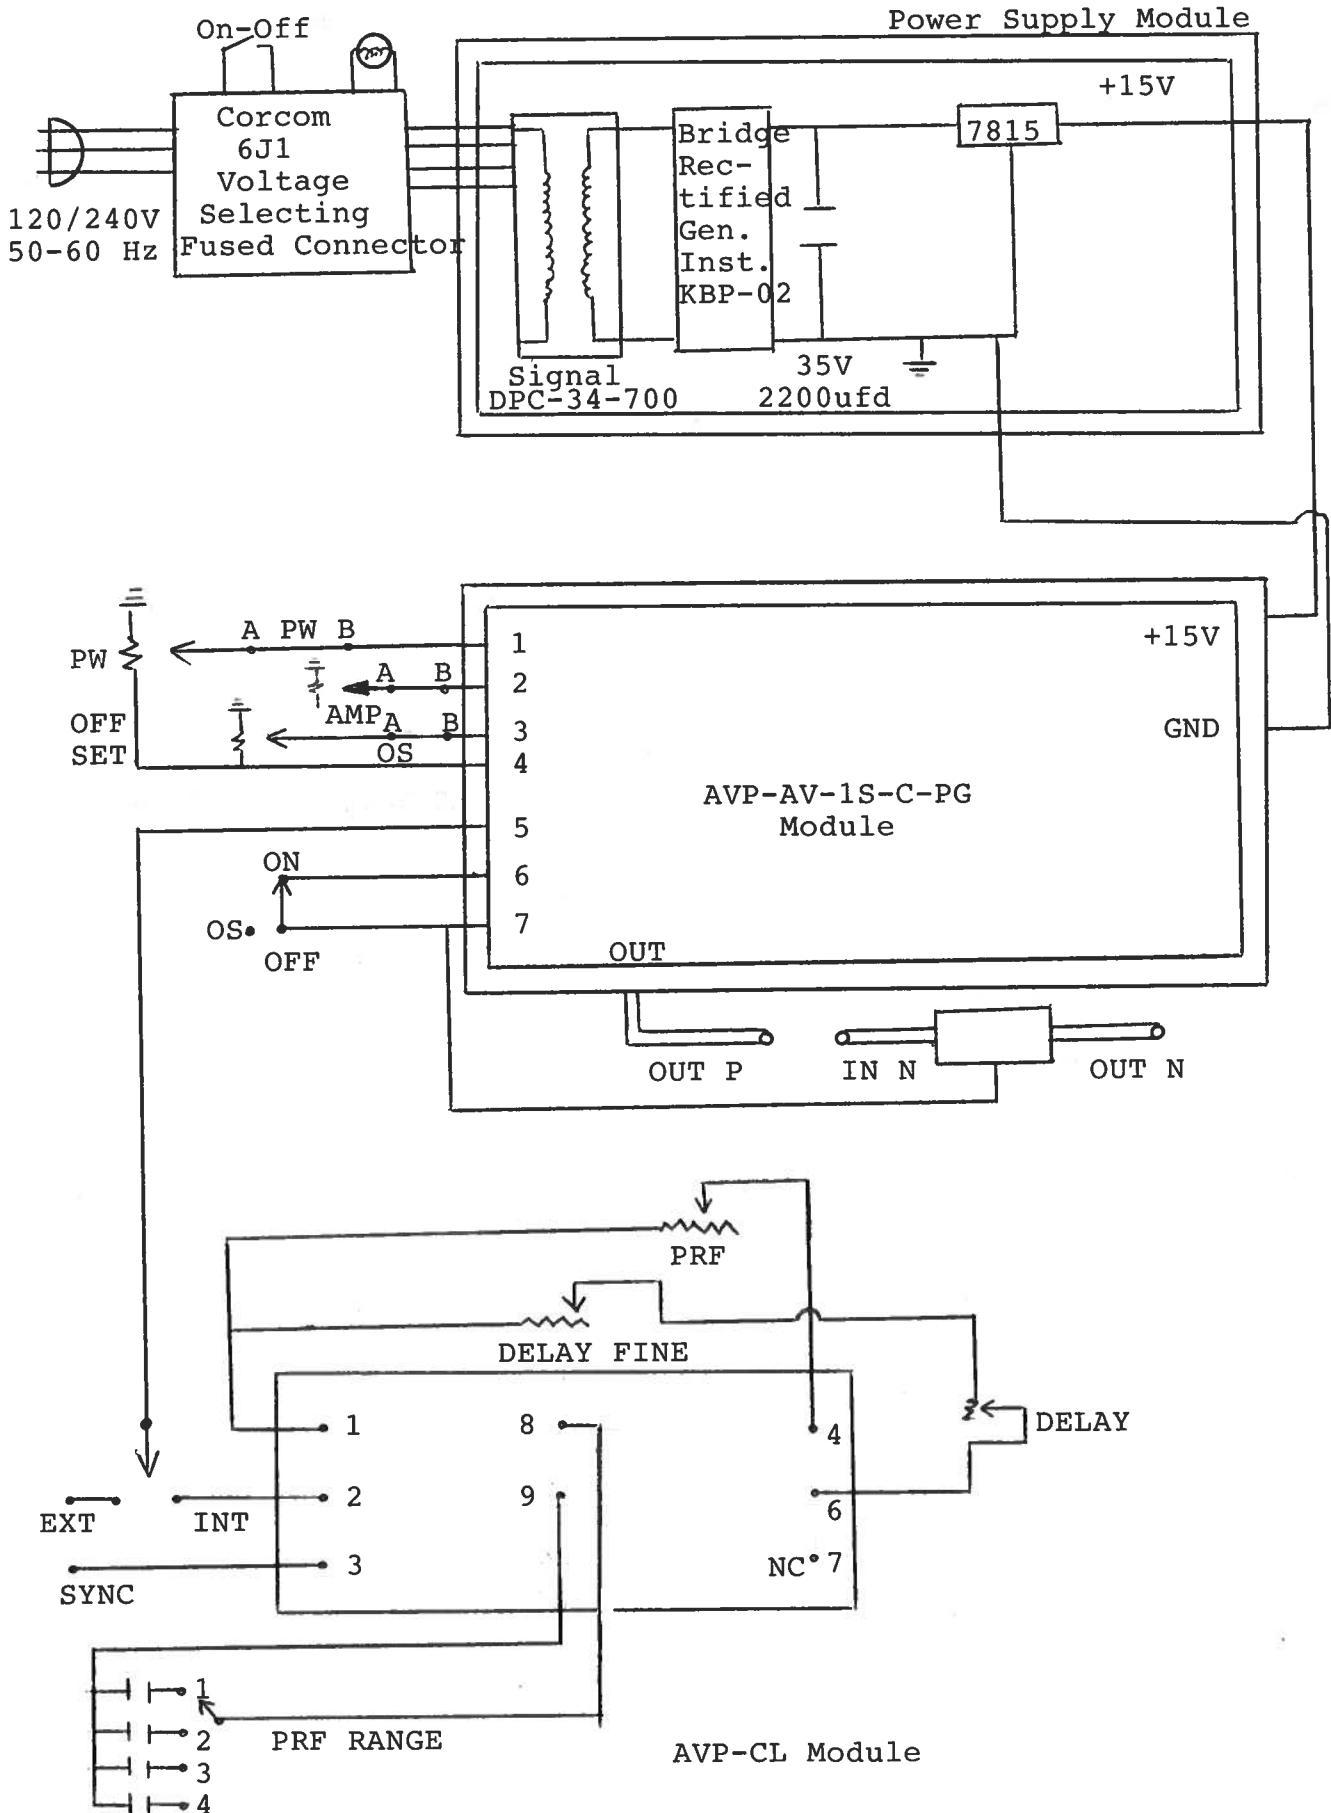 Power Supply Module
On-Off
Corcom
6J1
Voltage
Selecting
Fused Connector
120/240V
50-60 Hz
Bridge
Rec-
tified
Gen.
Inst.
KBP-02
7815
+15V
Signal
DPC-34-700
35V
2200ufd
PW
A PW B
1
A B
2
AMP
A B
3
OS
OFF
SET
4
5
ON
6
OS
OFF
7
+15V
GND
AVP-AV-1S-C-PG
Module
OUT
OUT P
IN N
OUT N
PRF
DELAY FINE
DELAY
1
2
3
8
9
4
6
NC 7
EXT
INT
SYNC
1
2
3
4
PRF RANGE
AVP-CL Module